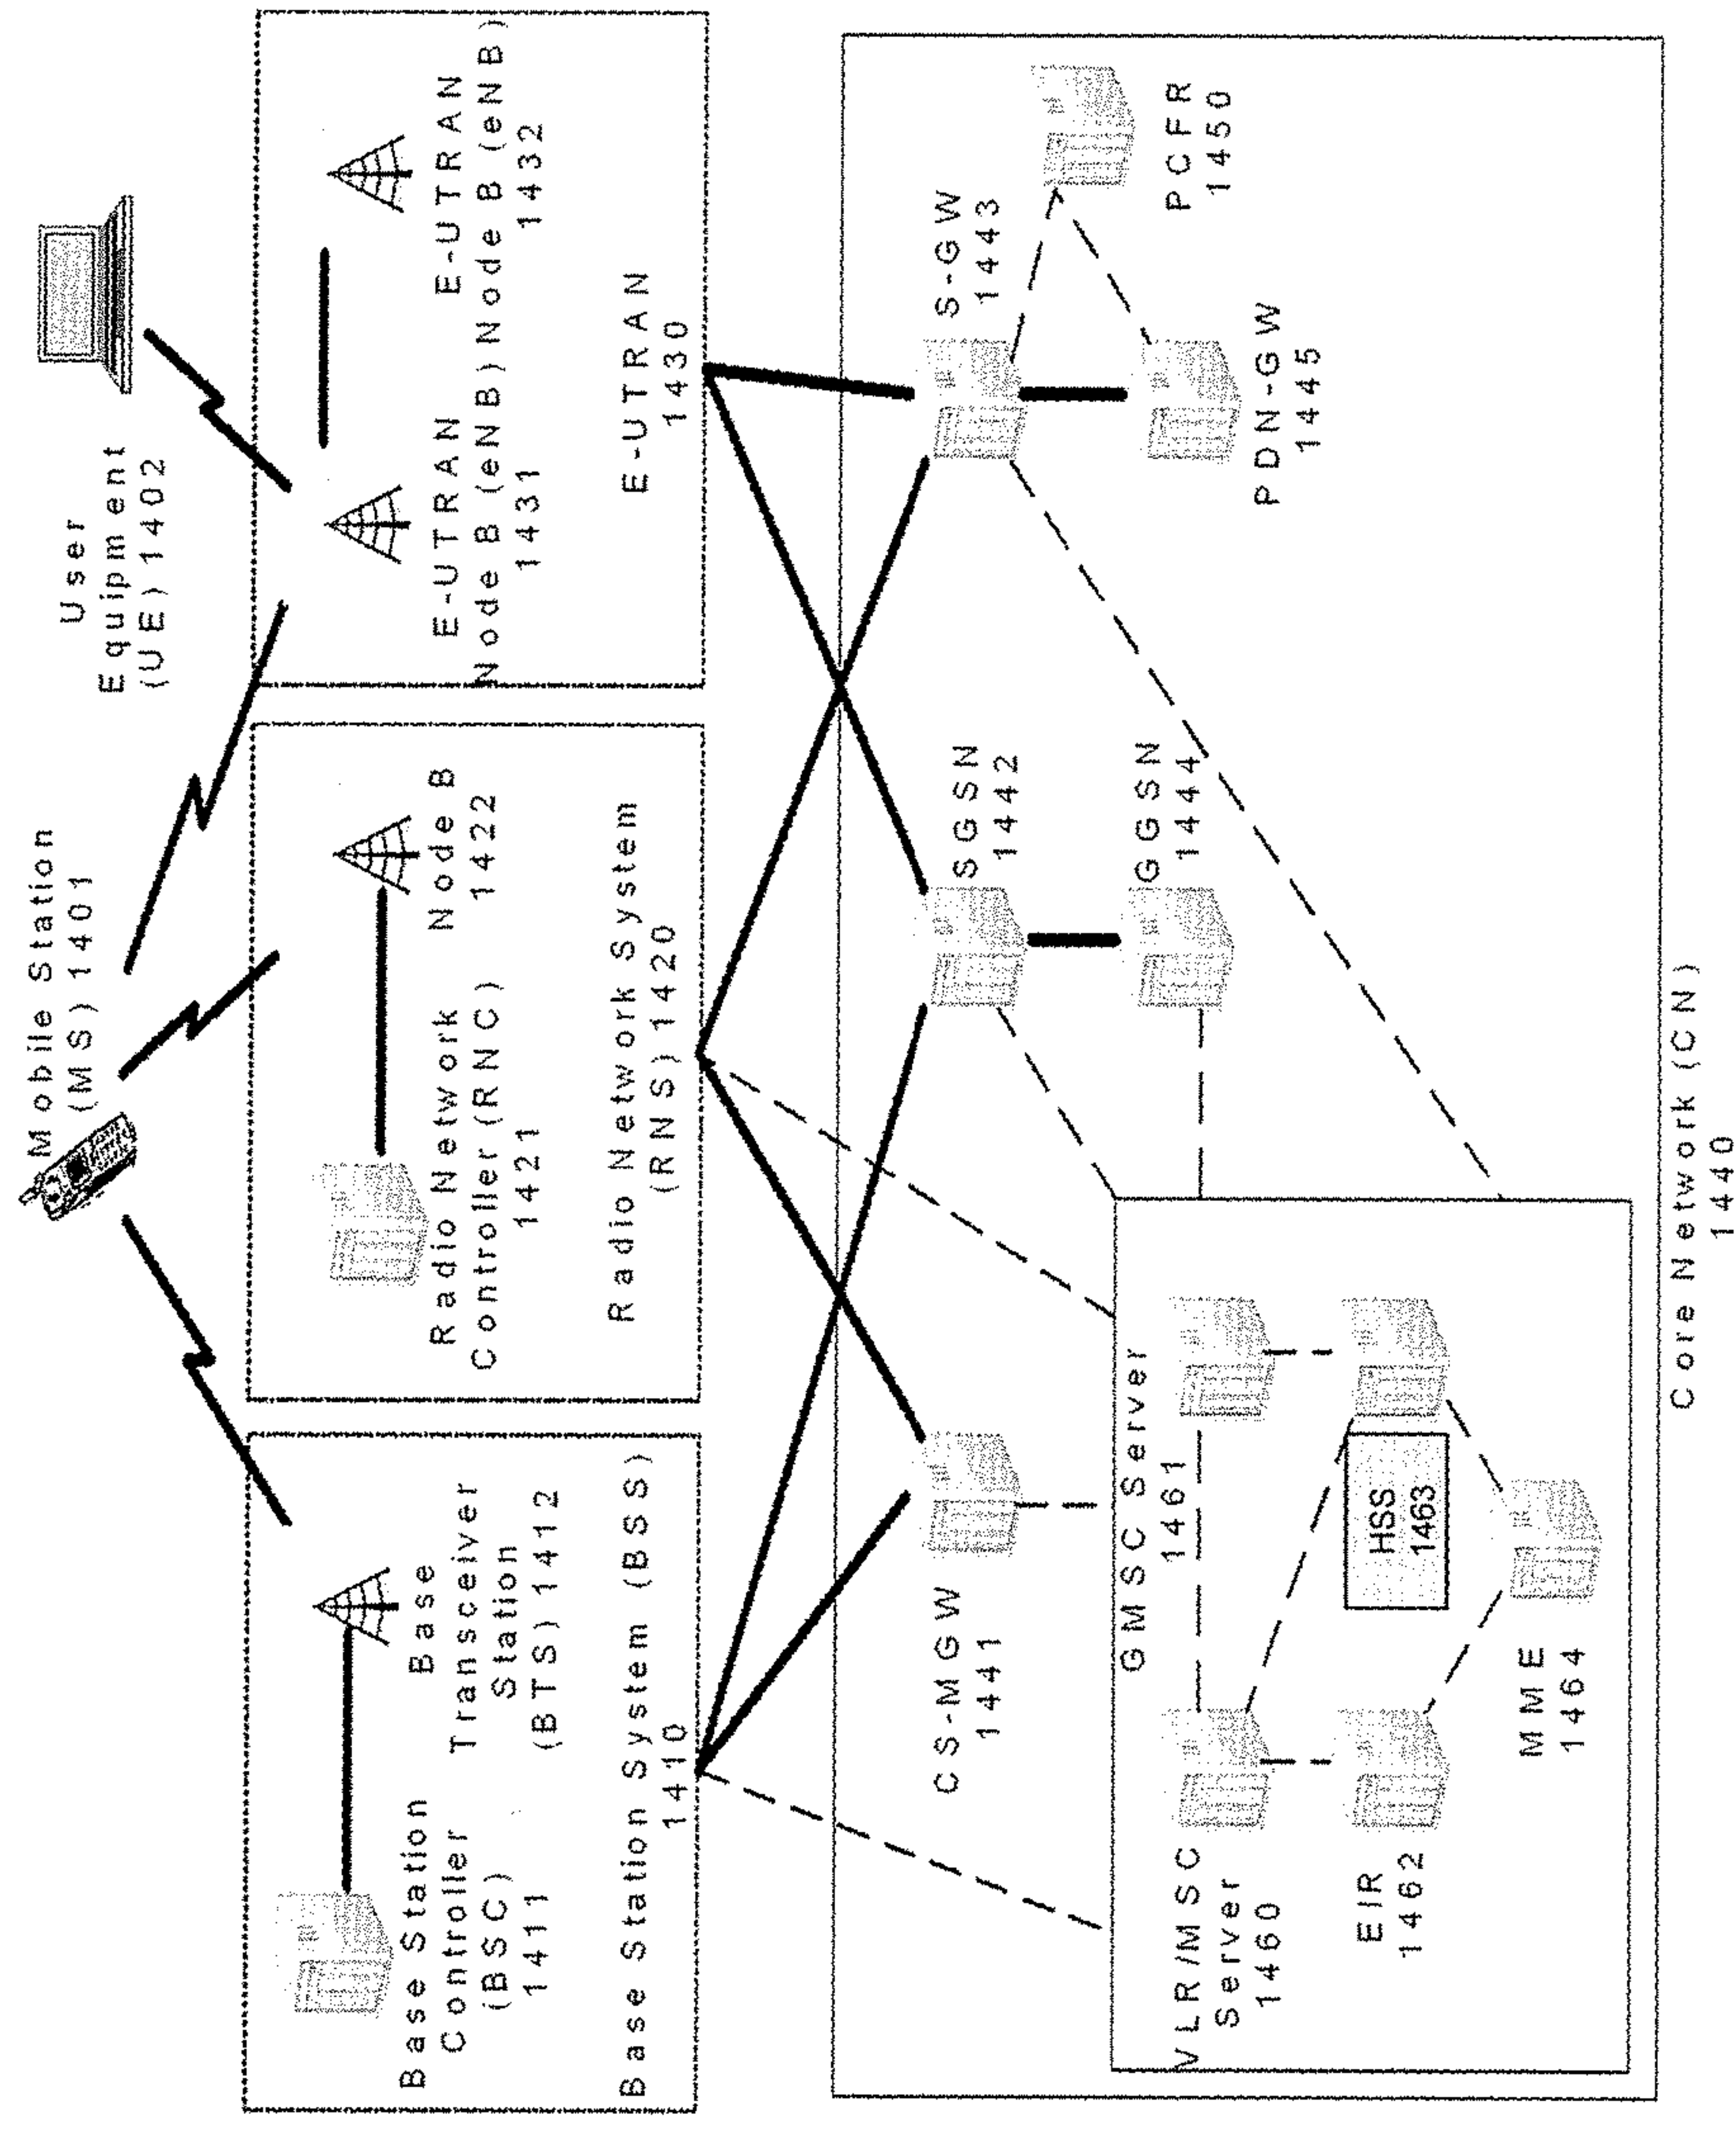 Mobile Station
(MS) 1401
User
Equipment
(UE) 1402
Base Station
Controller
(BSC)
1411
Base
Transceiver
Station
(BTS) 1412
Base Station System (BSS)
1410
Radio Network
Controller (RNC)
1421
Node B
1422
Radio Network System
(RNS) 1420
E-UTRAN
Node B (eNB)
1431
E-UTRAN
Node B (eNB)
1432
E-UTRAN
1430
CS-MGW
1441
SGSN
1442
S-GW
1443
GGSN
1444
PDN-GW
1445
PCFR
1450
GMSC Server
1461
VLR/MSC
Server
1460
EIR
1462
HSS
1463
MME
1464
Core Network (CN)
1440